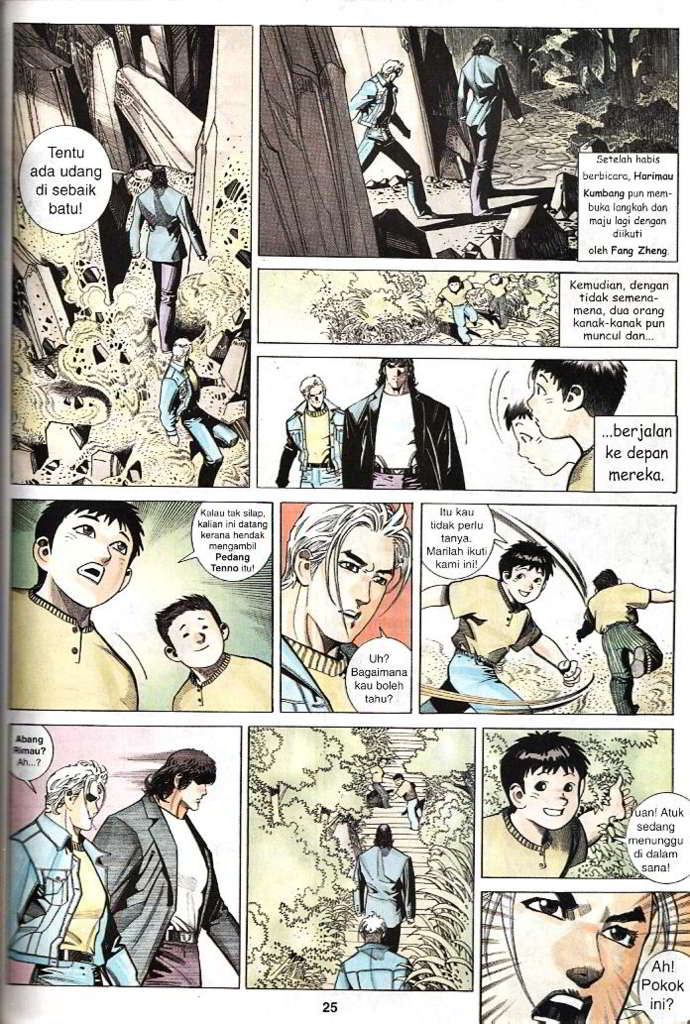 Tentu
ada udang
di sebaik
batu!
Setelah habis
berbicara, Harimau
Kumbang pun mem-
buka langkah dan
maju lagi dengan
diikuti
oleh Fang Zheng.
Kemudian, dengan
tidak semena-
mena, dua orang
kanak-kanak pun
muncul dan...
...berjalan
ke depan
mereka.
Kalau tak silap,
kalian ini datang
kerana hendak
mengambil
Pedang
Tenno itu!
Uh?
Bagaimana
kau boleh
tahu?
Itu kau
tidak perlu
tanya.
Marilah ikuti
kami ini!
Abang
Rimau?
Ah...?
uan! Atuk
sedang
menunggu
di dalam
sana!
Ah!
Pokok
ini?
25